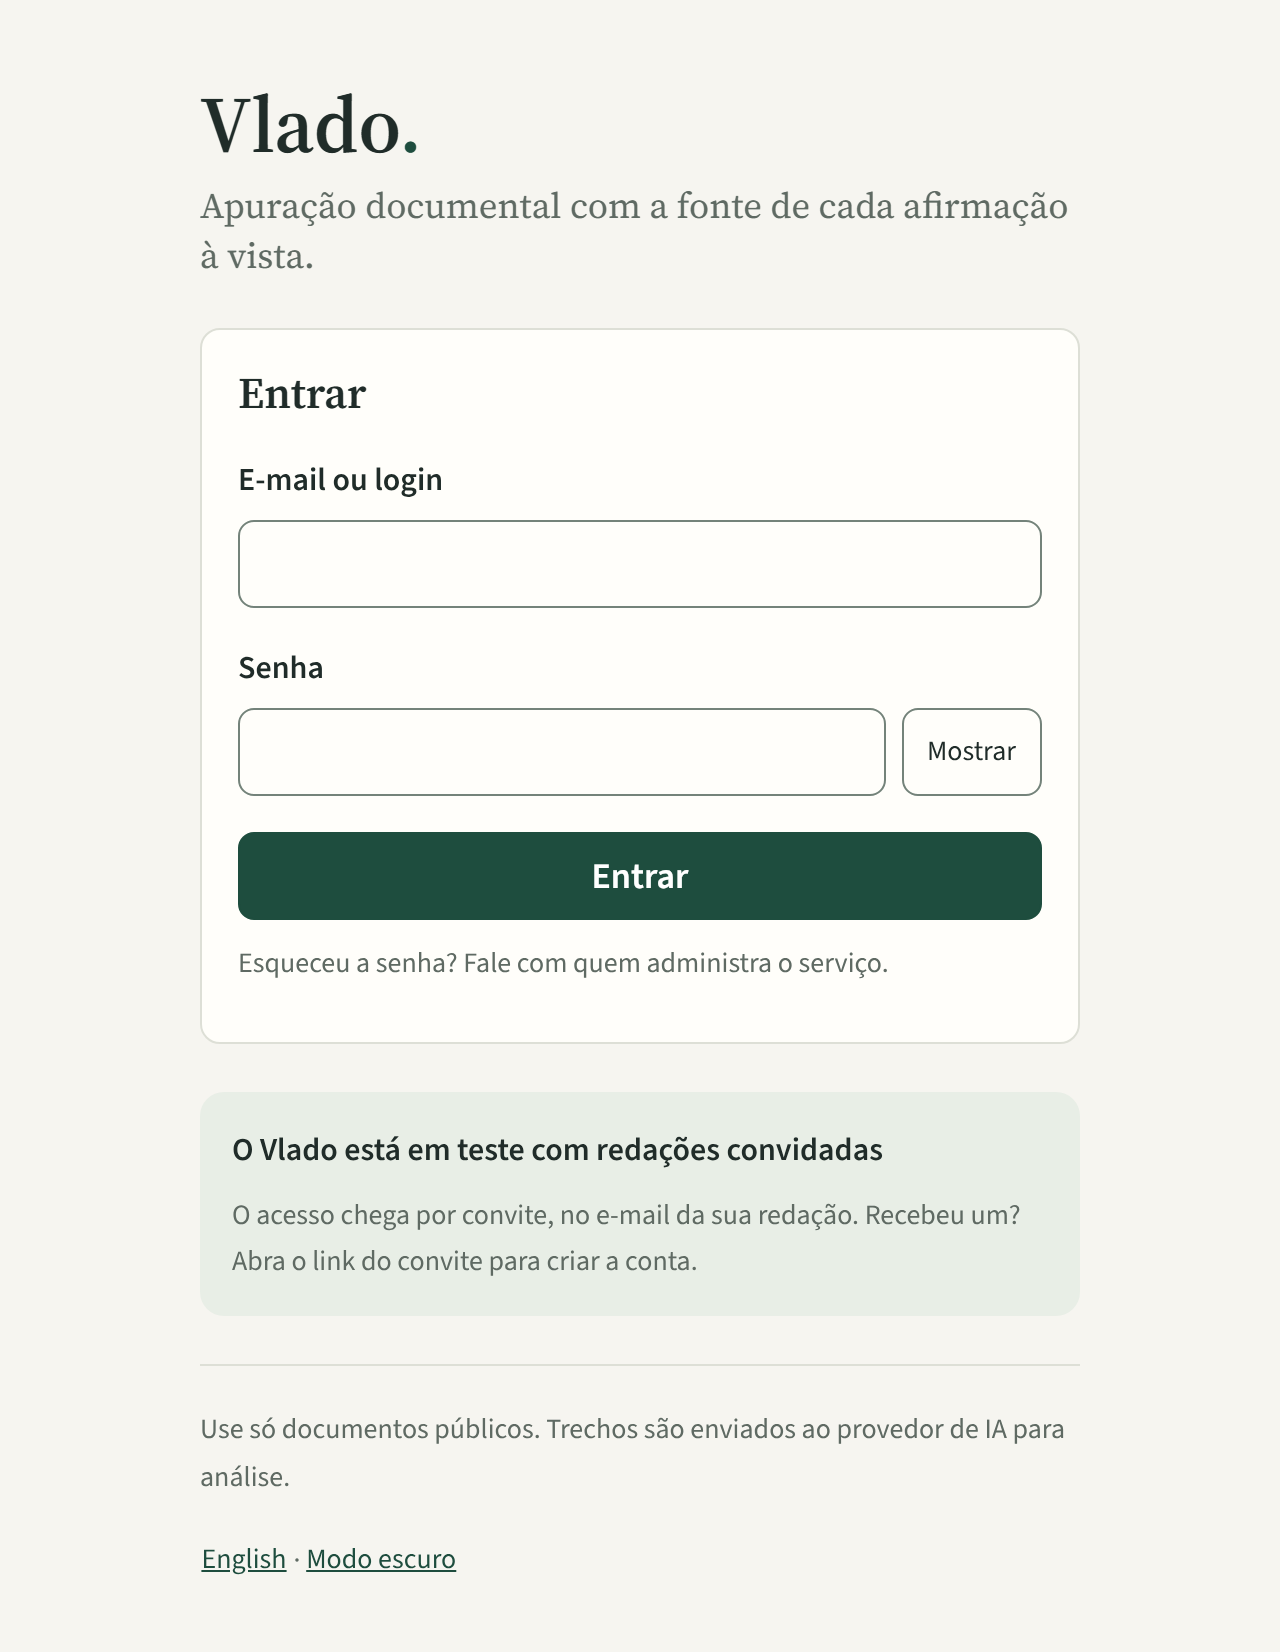 Vlado.
Apuração documental com a fonte de cada afirmação
à vista.
Entrar
E-mail ou login
Senha
Mostrar
Entrar
Esqueceu a senha? Fale com quem administra o serviço.
O Vlado está em teste com redações convidadas
O acesso chega por convite, no e-mail da sua redação. Recebeu um?
Abra o link do convite para criar a conta.
Use só documentos públicos. Trechos são enviados ao provedor de IA para
análise.
English · Modo escuro